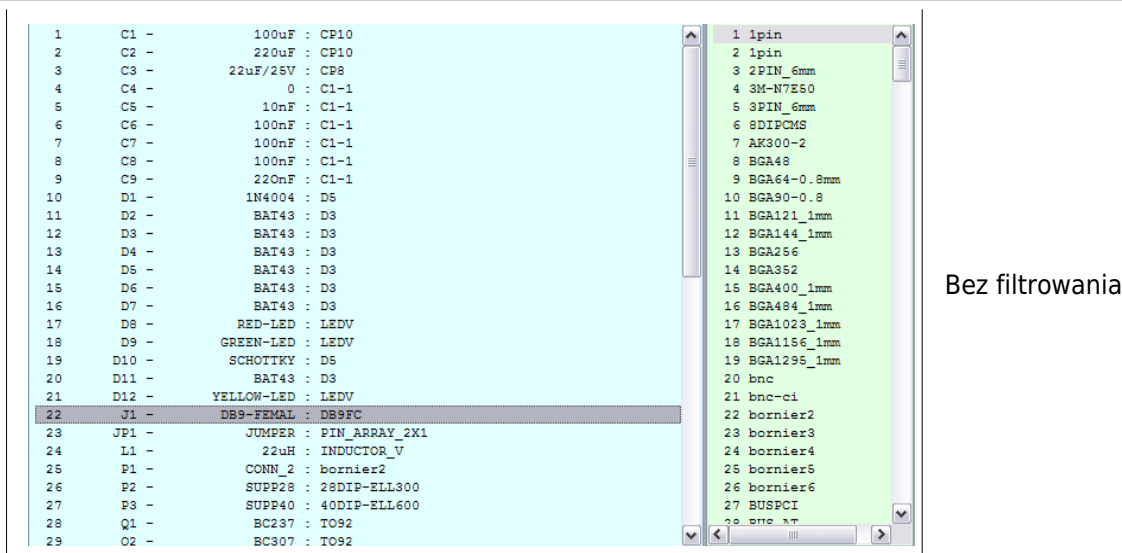 1 C1 - 100uF : CP10
2 C2 - 220uF : CP10
3 C3 - 22uF/25V : CP8
4 C4 - 0 : C1-1
5 C5 - 10nF : C1-1
6 C6 - 100nF : C1-1
7 C7 - 100nF : C1-1
8 C8 - 100nF : C1-1
9 C9 - 220nF : C1-1
10 D1 - 1N4004 : D5
11 D2 - BAT43 : D3
12 D3 - BAT43 : D3
13 D4 - BAT43 : D3
14 D5 - BAT43 : D3
15 D6 - BAT43 : D3
16 D7 - BAT43 : D3
17 D8 - RED-LED : LEDV
18 D9 - GREEN-LED : LEDV
19 D10 - SCHOTTKY : D5
20 D11 - BAT43 : D3
21 D12 - YELLOW-LED : LEDV
22 J1 - DB9-FEMAL : DB9FC
23 JP1 - JUMPER : PIN_ARRAY_2X1
24 L1 - 22uH : INDUCTOR_V
25 P1 - CONN_2 : bornier2
26 P2 - SUPP28 : 28DIP-ELL300
27 P3 - SUPP40 : 40DIP-ELL600
28 Q1 - BC237 : TO92
29 Q2 - BC307 : TO92
1 1pin
2 1pin
3 2PIN_6mm
4 3M-N7E50
5 3PIN_6mm
6 8DIPCMS
7 AK300-2
8 BGA48
9 BGA64-0.8mm
10 BGA90-0.8
11 BGA121_1mm
12 BGA144_1mm
13 BGA256
14 BGA352
15 BGA400_1mm
16 BGA484_1mm
17 BGA1023_1mm
18 BGA1156_1mm
19 BGA1295_1mm
20 bnc
21 bnc-ci
22 bornier2
23 bornier3
24 bornier4
25 bornier5
26 bornier6
27 BUSPCI
28 BUS_AT
Bez filtrowania